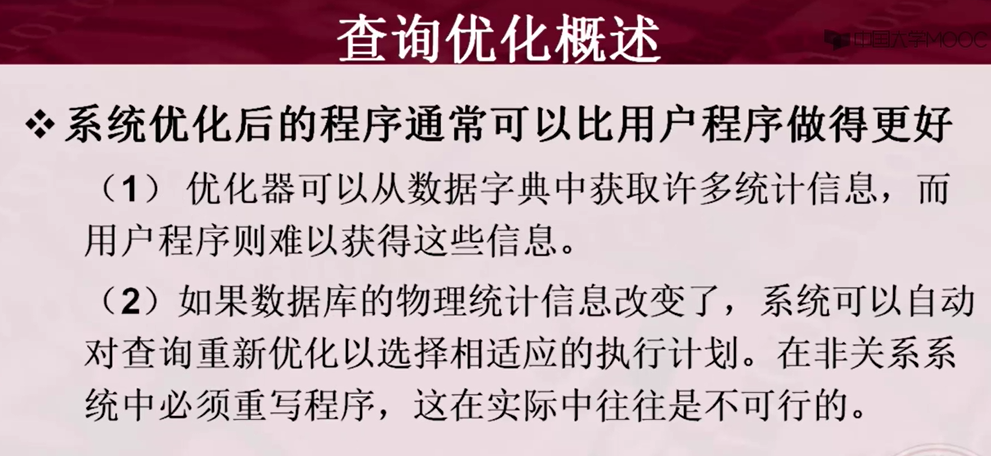 查询优化概述
中国大学MOOC
❖ 系统优化后的程序通常可以比用户程序做得更好
（1） 优化器可以从数据字典中获取许多统计信息，而
用户程序则难以获得这些信息。
（2）如果数据库的物理统计信息改变了，系统可以自动
对查询重新优化以选择相适应的执行计划。在非关系系
统中必须重写程序，这在实际中往往是不可行的。